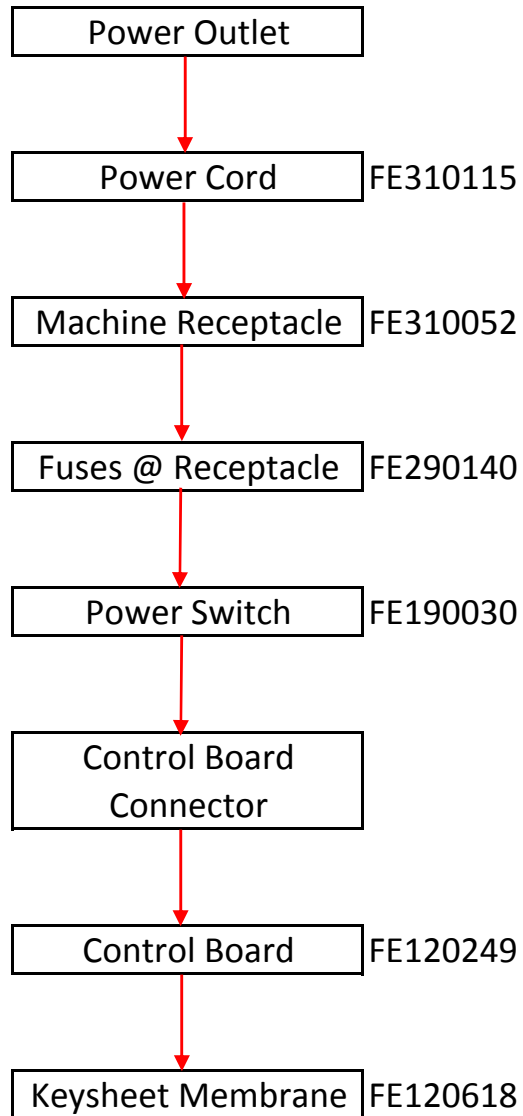 Power Outlet
Power Cord FE310115
Machine Receptacle FE310052
Fuses @ Receptacle FE290140
Power Switch FE190030
Control Board
Connector
Control Board FE120249
Keysheet Membrane FE120618